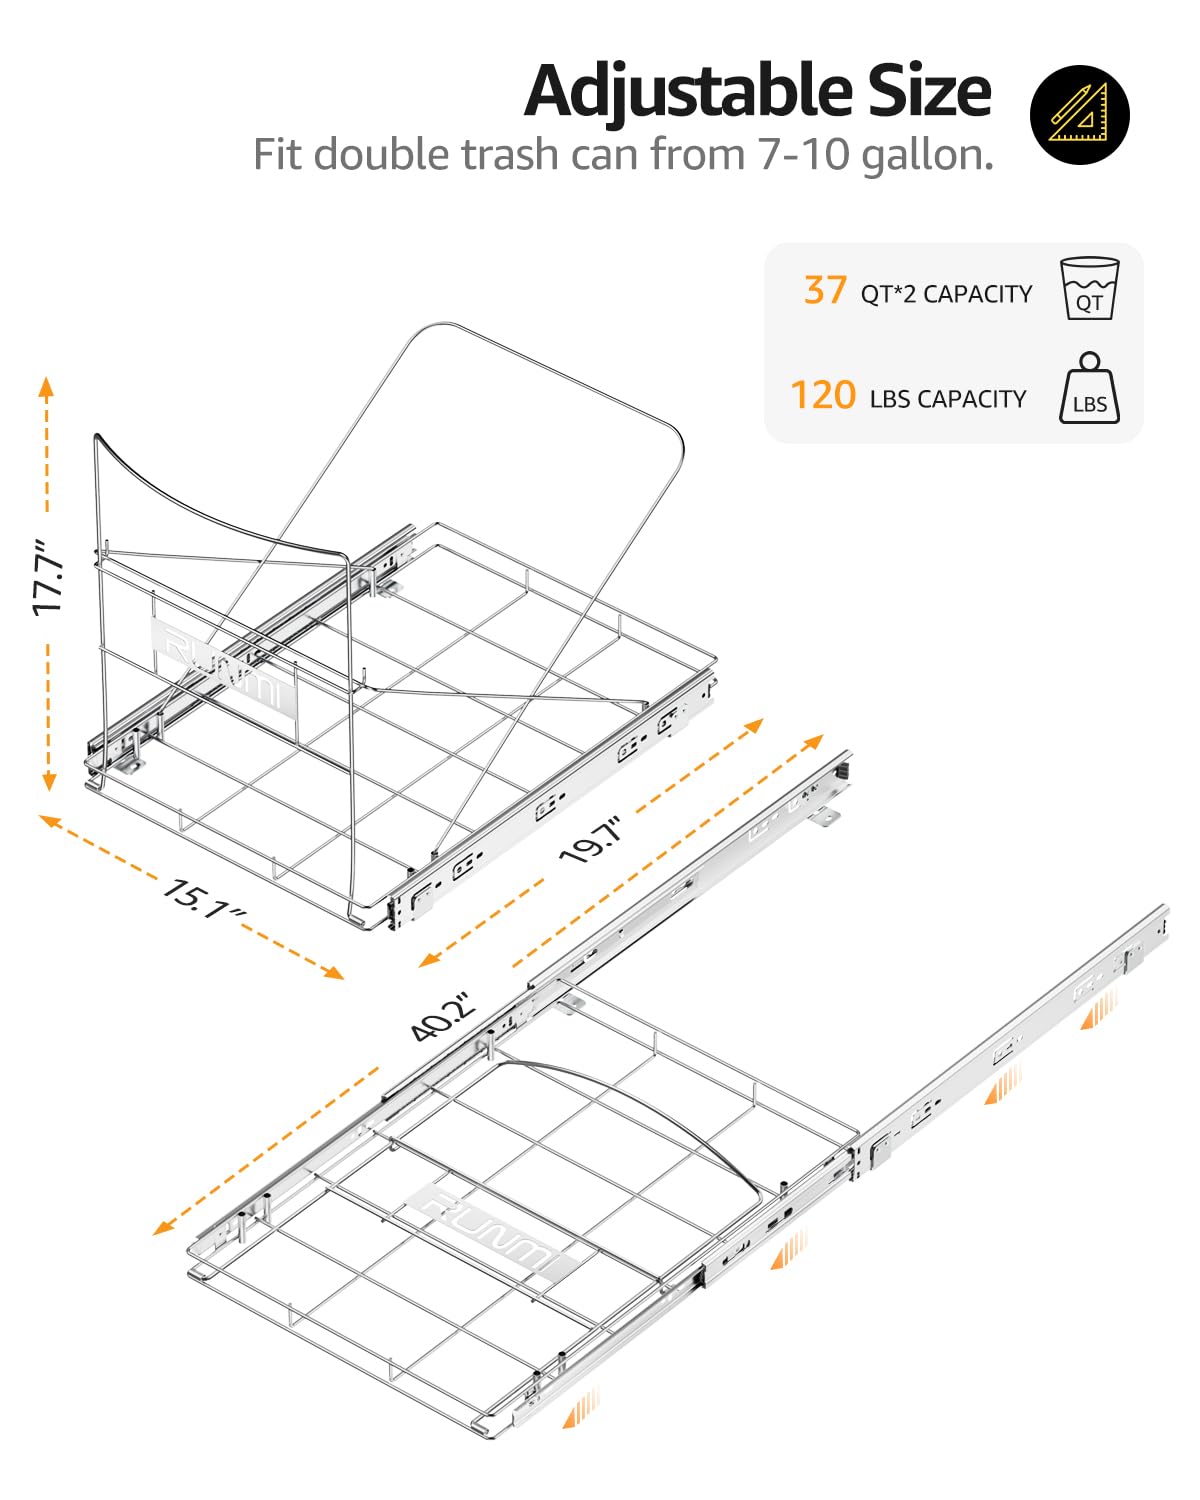 Adjustable Size
Fit double trash can from 7-10 gallon.
37 QT*2 CAPACITY
QT
120 LBS CAPACITY
LBS
17.7”
RUNMI
15.1”
19.7”
40.2”
RUNMI